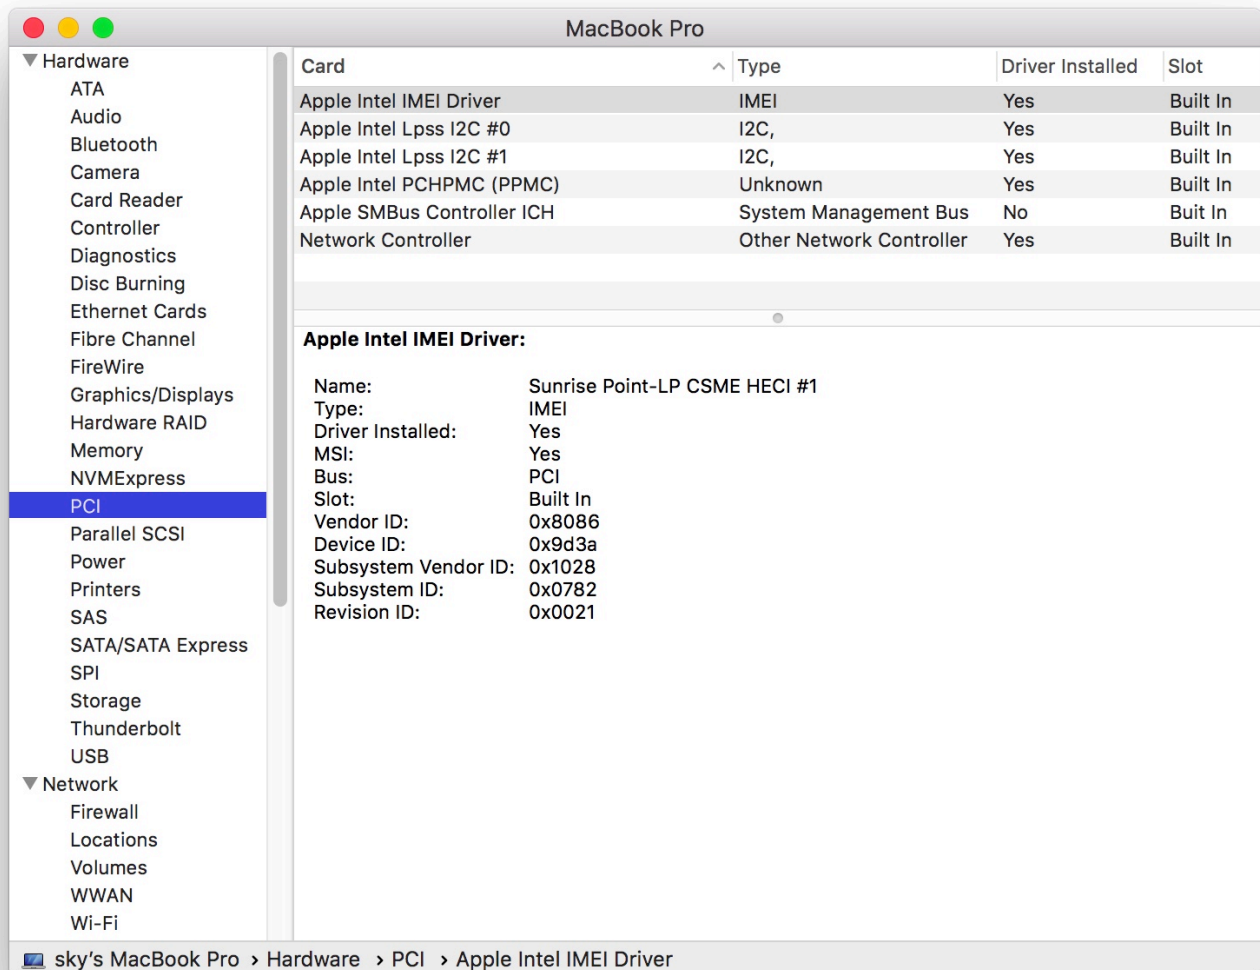 MacBook Pro
Hardware
ATA
Audio
Bluetooth
Camera
Card Reader
Controller
Diagnostics
Disc Burning
Ethernet Cards
Fibre Channel
FireWire
Graphics/Displays
Hardware RAID
Memory
NVMExpress
PCI
Parallel SCSI
Power
Printers
SAS
SATA/SATA Express
SPI
Storage
Thunderbolt
USB
Network
Firewall
Locations
Volumes
WWAN
Wi-Fi
Card Type Driver Installed Slot
Apple Intel IMEI Driver IMEI Yes Built In
Apple Intel Lpss I2C #0 I2C, Yes Built In
Apple Intel Lpss I2C #1 I2C, Yes Built In
Apple Intel PCHPMC (PPMC) Unknown Yes Built In
Apple SMBus Controller ICH System Management Bus No Buit In
Network Controller Other Network Controller Yes Built In
Apple Intel IMEI Driver:
Name: Sunrise Point-LP CSME HECI #1
Type: IMEI
Driver Installed: Yes
MSI: Yes
Bus: PCI
Slot: Built In
Vendor ID: 0x8086
Device ID: 0x9d3a
Subsystem Vendor ID: 0x1028
Subsystem ID: 0x0782
Revision ID: 0x0021
sky's MacBook Pro › Hardware › PCI › Apple Intel IMEI Driver